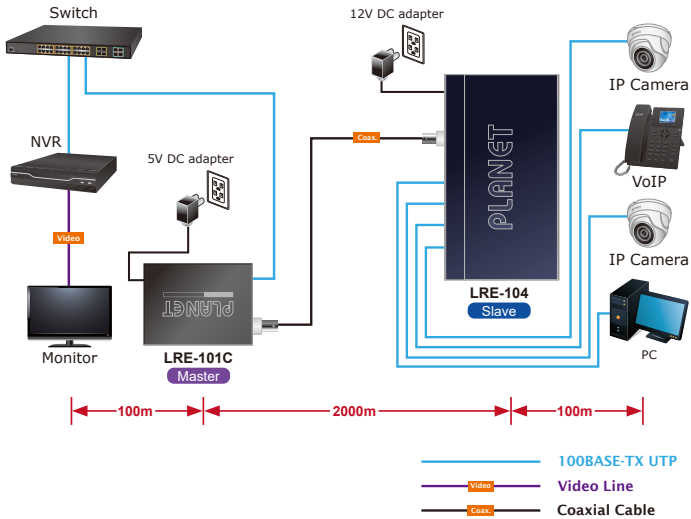 Switch
12V DC adapter
IP Camera
NVR
Coax.
5V DC adapter
VoIP
Video
PLANET
IP Camera
PLANET
LRE-104
Slave
Monitor
LRE-101C
Master
PC
100m
2000m
100m
100BASE-TX UTP
Video
Video Line
Coax.
Coaxial Cable